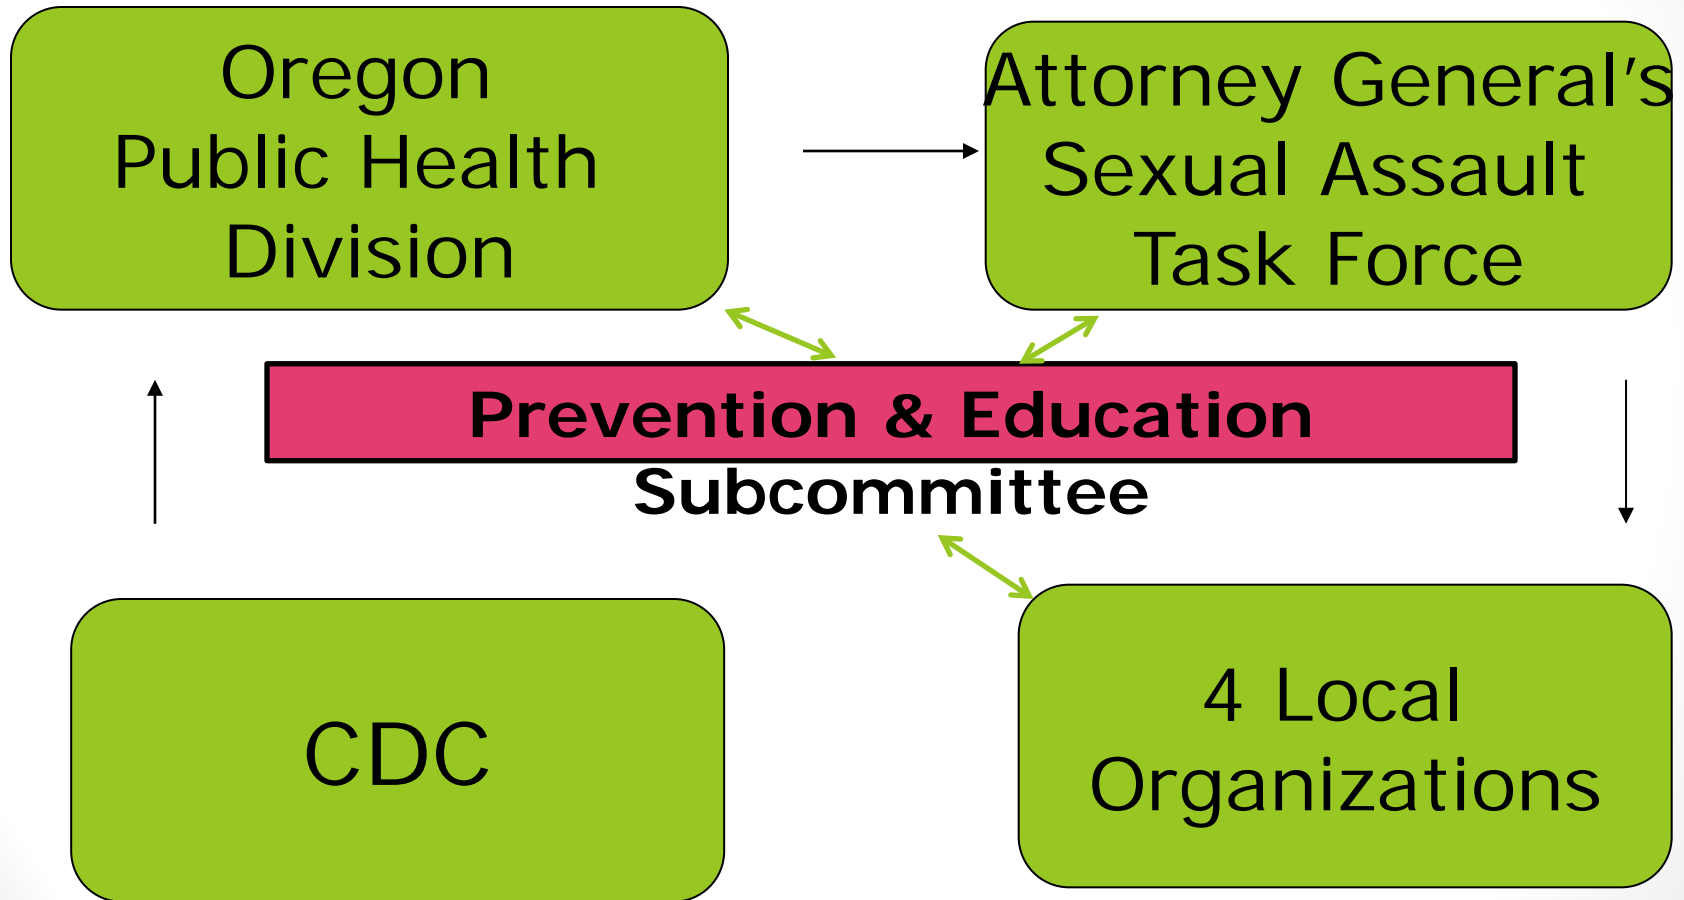 Oregon
Public Health
Division
Attorney General's
Sexual Assault
Task Force
Prevention & Education
Subcommittee
CDC
4 Local
Organizations